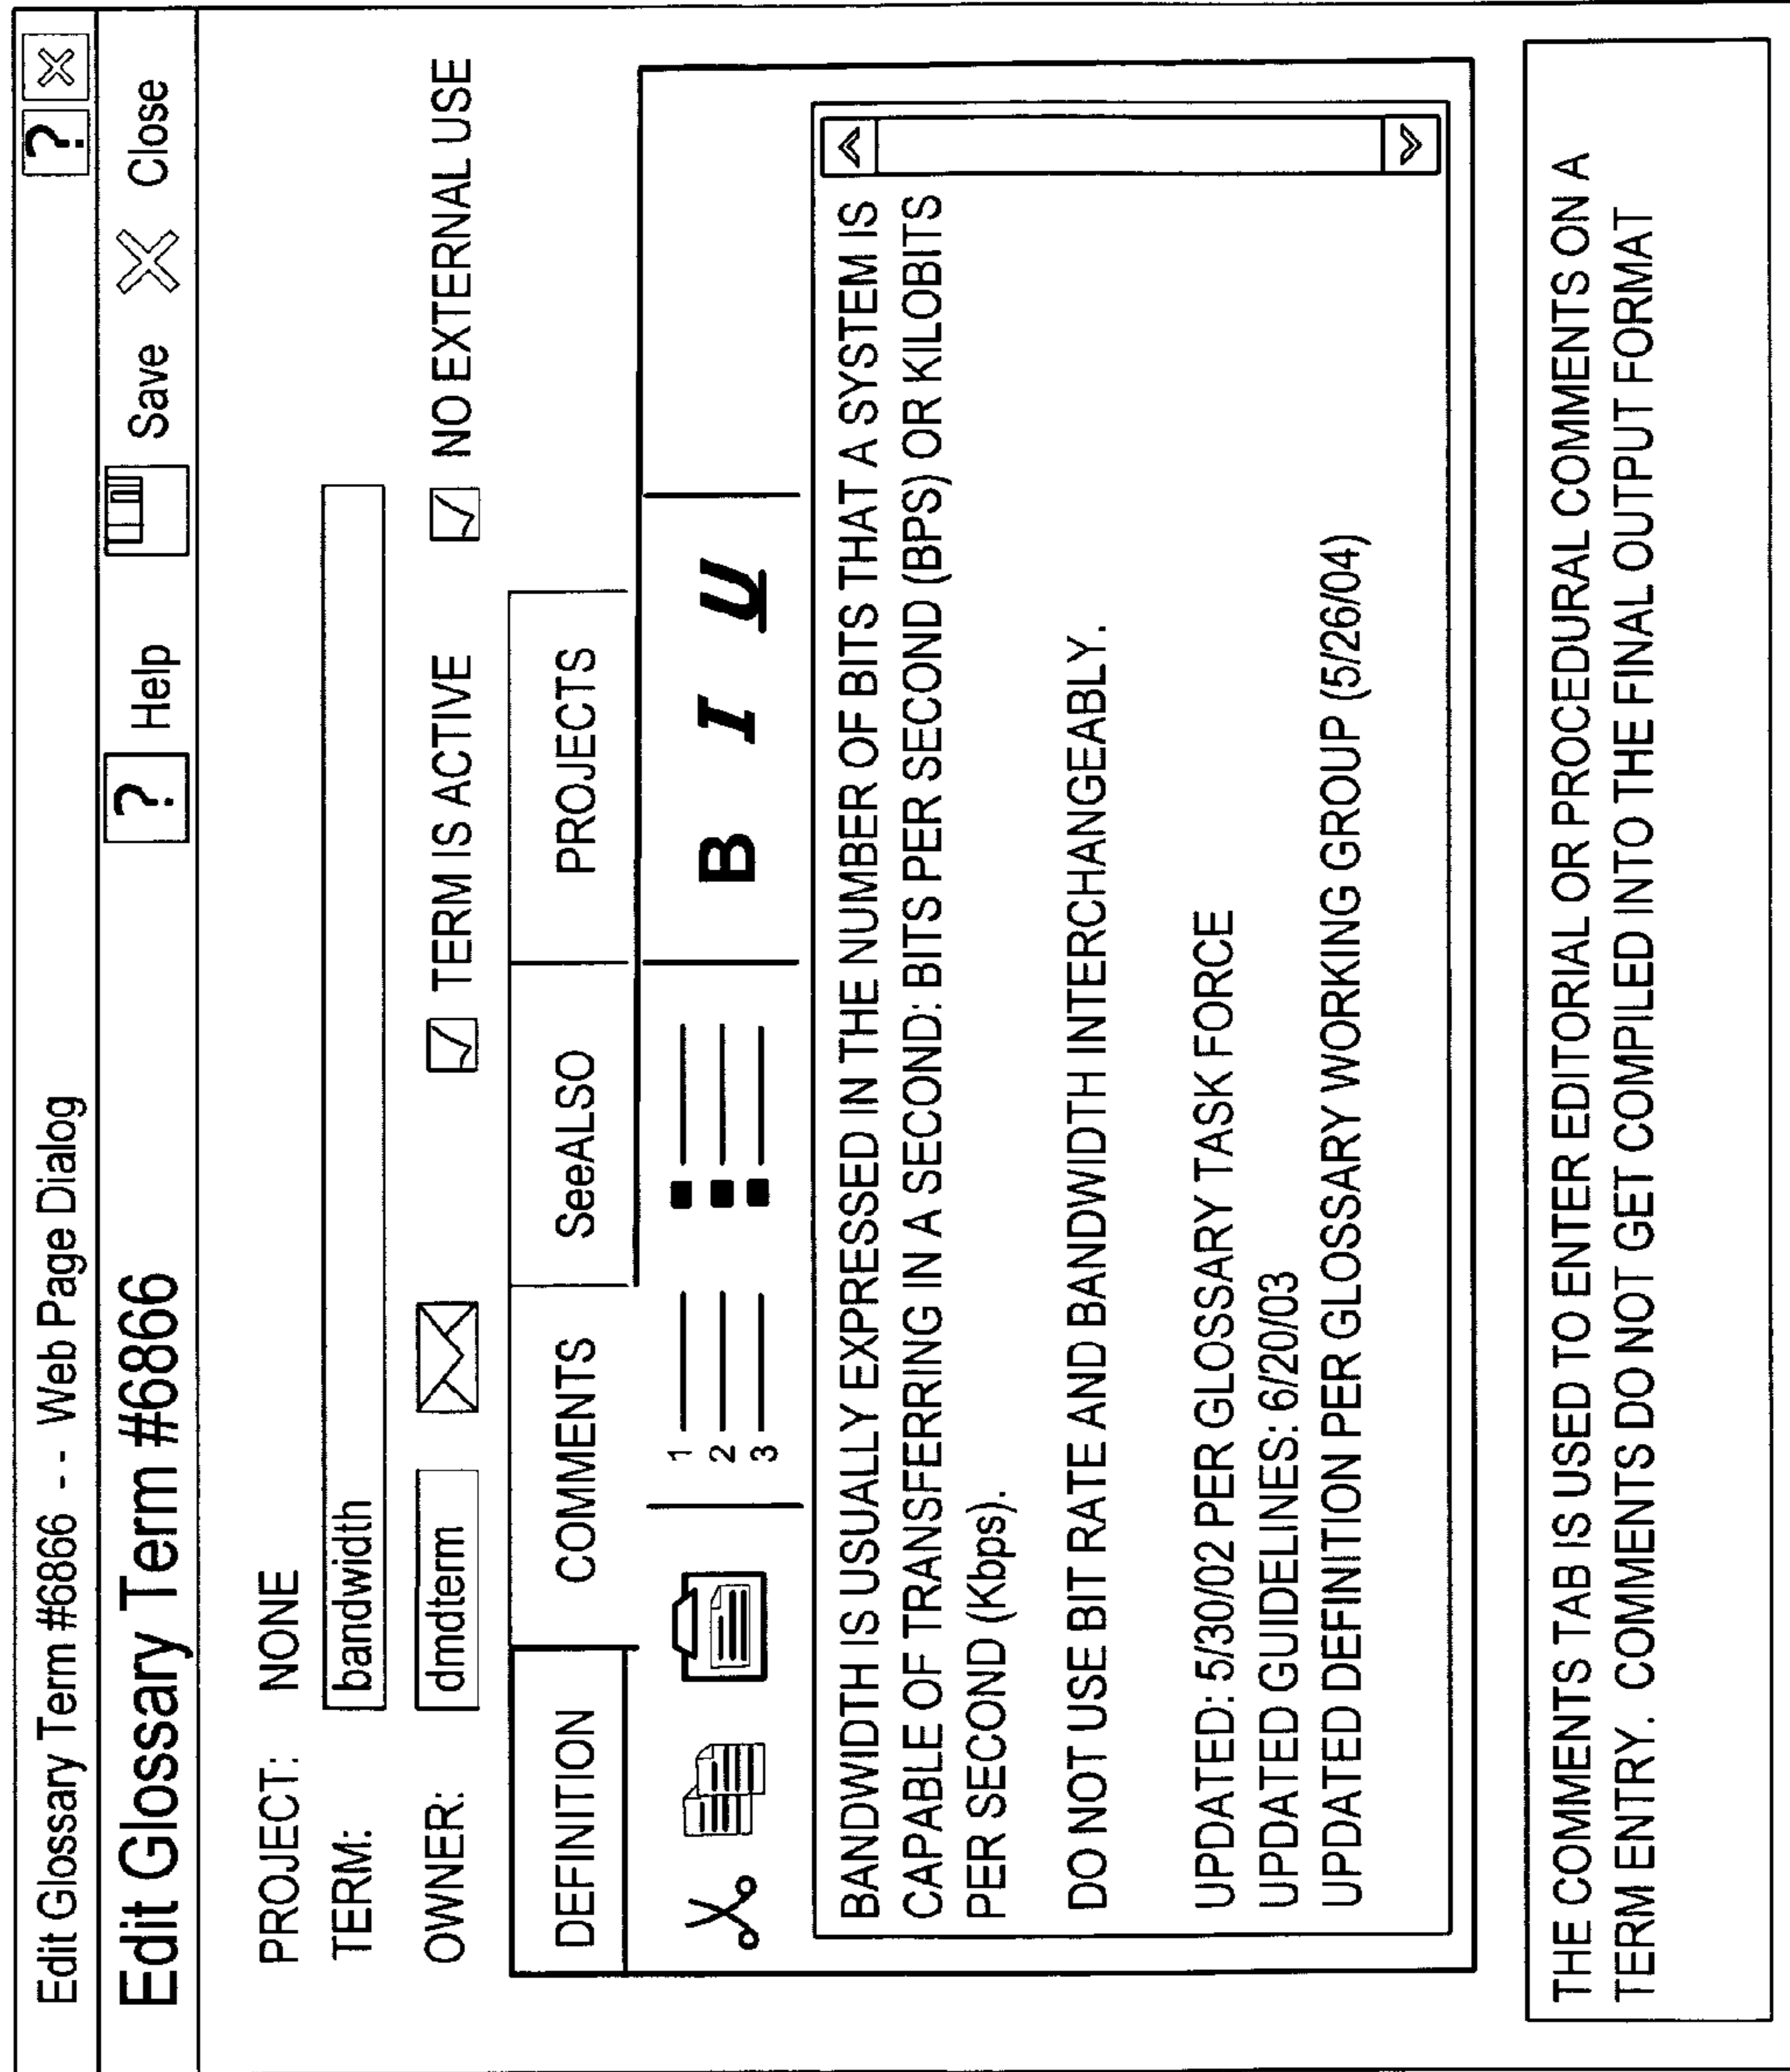 Edit Glossary Term #6866 - - Web Page Dialog ? X
Edit Glossary Term #6866 ? Help Save X Close
PROJECT: NONE
TERM: bandwidth
OWNER: dmdterm TERM IS ACTIVE NO EXTERNAL USE
DEFINITION COMMENTS SeeALSO PROJECTS
1
2
3
B I U
BANDWIDTH IS USUALLY EXPRESSED IN THE NUMBER OF BITS THAT A SYSTEM IS
CAPABLE OF TRANSFERRING IN A SECOND: BITS PER SECOND (BPS) OR KILOBITS
PER SECOND (Kbps).
DO NOT USE BIT RATE AND BANDWIDTH INTERCHANGEABLY.
UPDATED: 5/30/02 PER GLOSSARY TASK FORCE
UPDATED GUIDELINES: 6/20/03
UPDATED DEFINITION PER GLOSSARY WORKING GROUP (5/26/04)
THE COMMENTS TAB IS USED TO ENTER EDITORIAL OR PROCEDURAL COMMENTS ON A
TERM ENTRY. COMMENTS DO NOT GET COMPILED INTO THE FINAL OUTPUT FORMAT